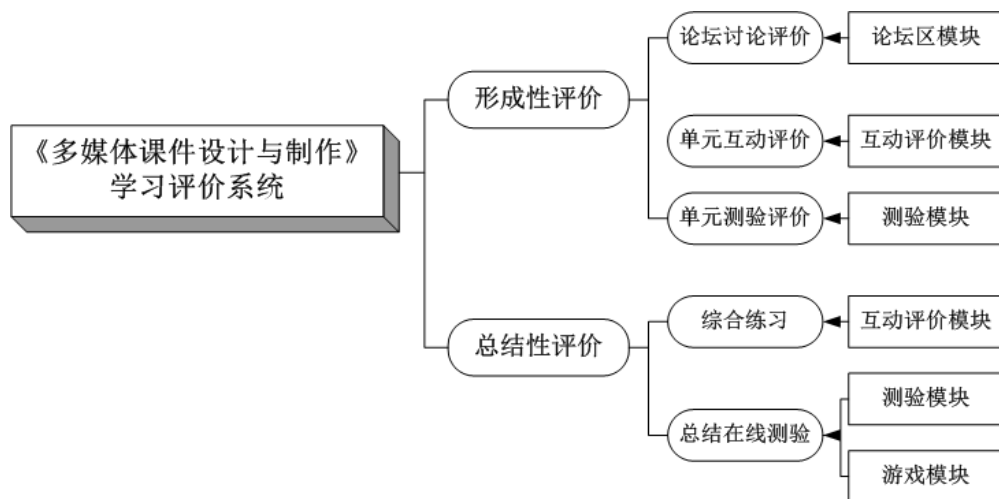 《多媒体课件设计与制作》
学习评价系统
形成性评价
论坛讨论评价
论坛区模块
单元互动评价
互动评价模块
单元测验评价
测验模块
总结性评价
综合练习
互动评价模块
总结在线测验
测验模块
游戏模块